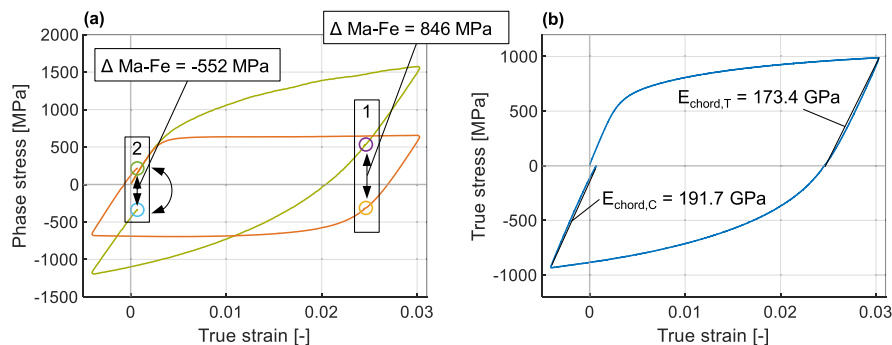 (a)
Δ Ma-Fe = 846 MPa
Δ Ma-Fe = -552 MPa
2000
1500
1000
500
0
-500
-1000
-1500
Phase stress [MPa]
1
2
0
0.01
0.02
0.03
True strain [-]
(b)
1000
500
0
-500
-1000
True stress [MPa]
E_chord,T = 173.4 GPa
E_chord,C = 191.7 GPa
0
0.01
0.02
0.03
True strain [-]